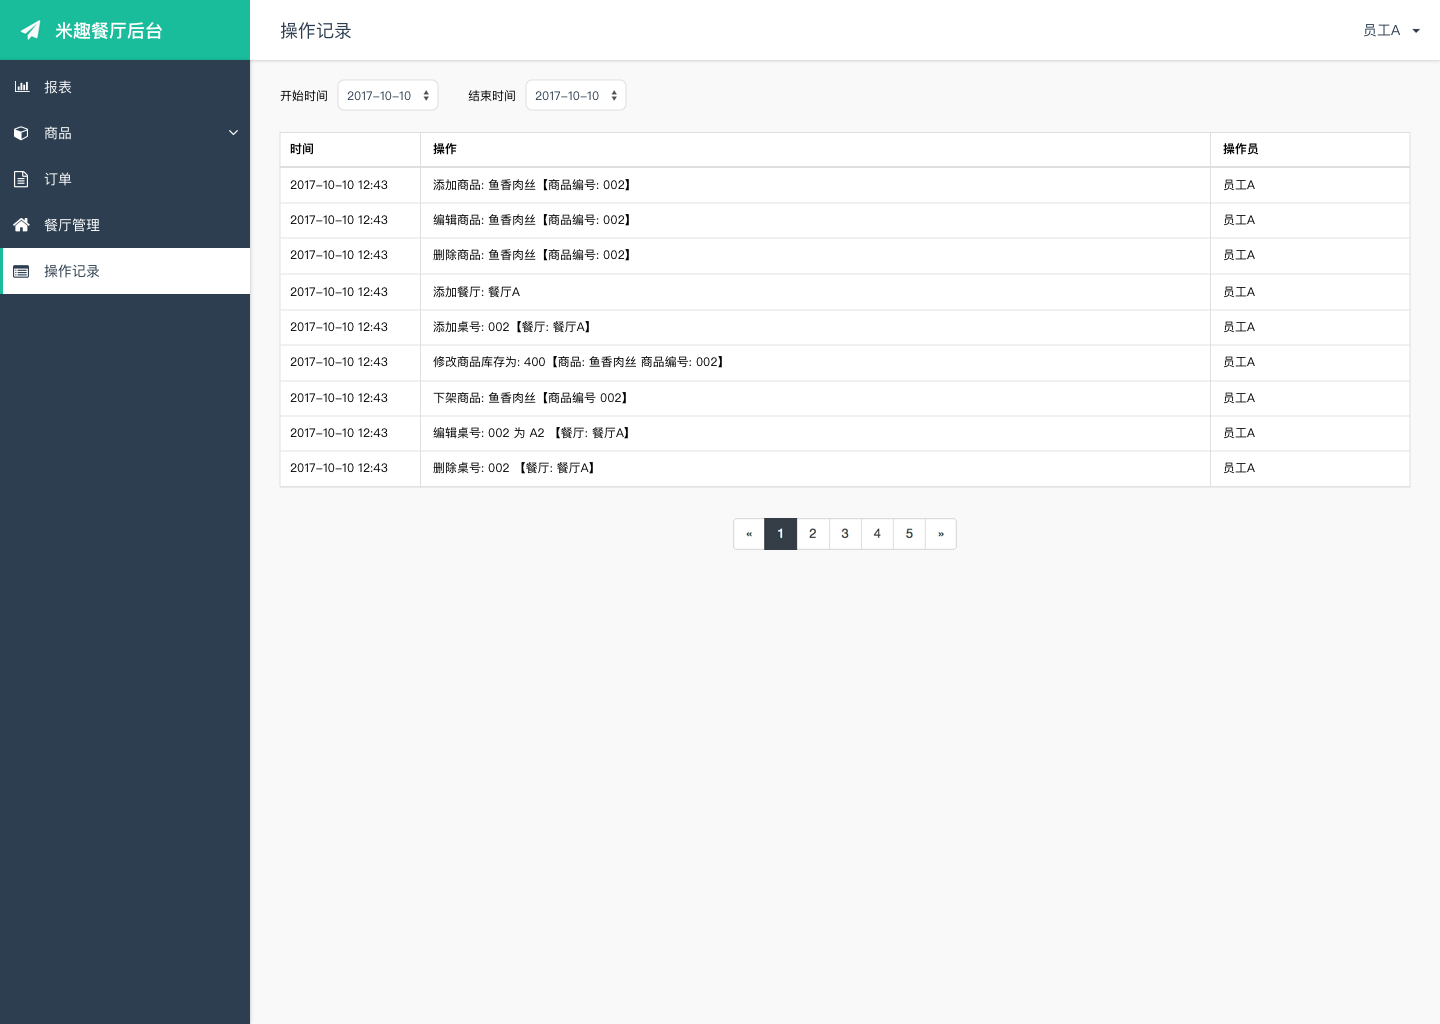 米趣餐厅后台
操作记录
员工A
报表
商品
订单
餐厅管理
操作记录
开始时间 2017-10-10 结束时间 2017-10-10
时间 操作 操作员
2017-10-10 12:43 添加商品: 鱼香肉丝【商品编号: 002】 员工A
2017-10-10 12:43 编辑商品: 鱼香肉丝【商品编号: 002】 员工A
2017-10-10 12:43 删除商品: 鱼香肉丝【商品编号: 002】 员工A
2017-10-10 12:43 添加餐厅: 餐厅A 员工A
2017-10-10 12:43 添加桌号: 002【餐厅: 餐厅A】 员工A
2017-10-10 12:43 修改商品库存为: 400【商品: 鱼香肉丝 商品编号: 002】 员工A
2017-10-10 12:43 下架商品: 鱼香肉丝【商品编号 002】 员工A
2017-10-10 12:43 编辑桌号: 002 为 A2 【餐厅: 餐厅A】 员工A
2017-10-10 12:43 删除桌号: 002 【餐厅: 餐厅A】 员工A
« 1 2 3 4 5 »